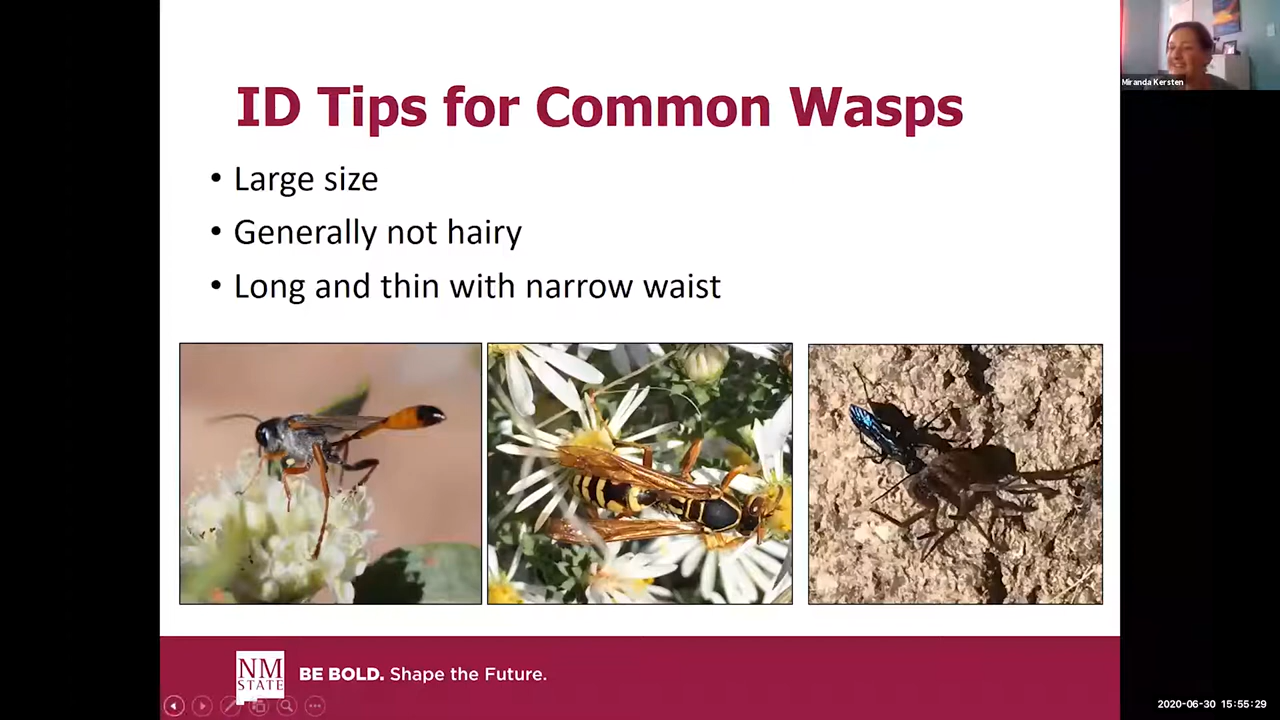 ID Tips for Common Wasps
• Large size
• Generally not hairy
• Long and thin with narrow waist
Miranda Kersten
NM
STATE
BE BOLD. Shape the Future.
2020-06-30 15:55:29